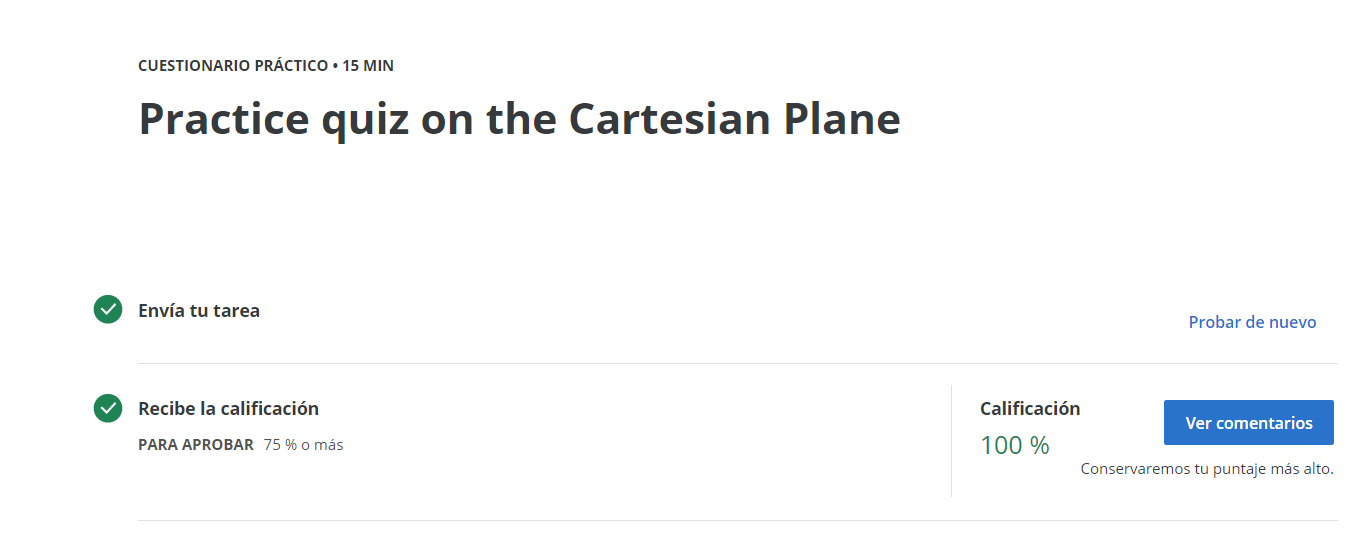 CUESTIONARIO PRÁCTICO • 15 MIN
Practice quiz on the Cartesian Plane
Envía tu tarea
Probar de nuevo
Recibe la calificación
PARA APROBAR 75 % o más
Calificación
100 %
Ver comentarios
Conservaremos tu puntaje más alto.